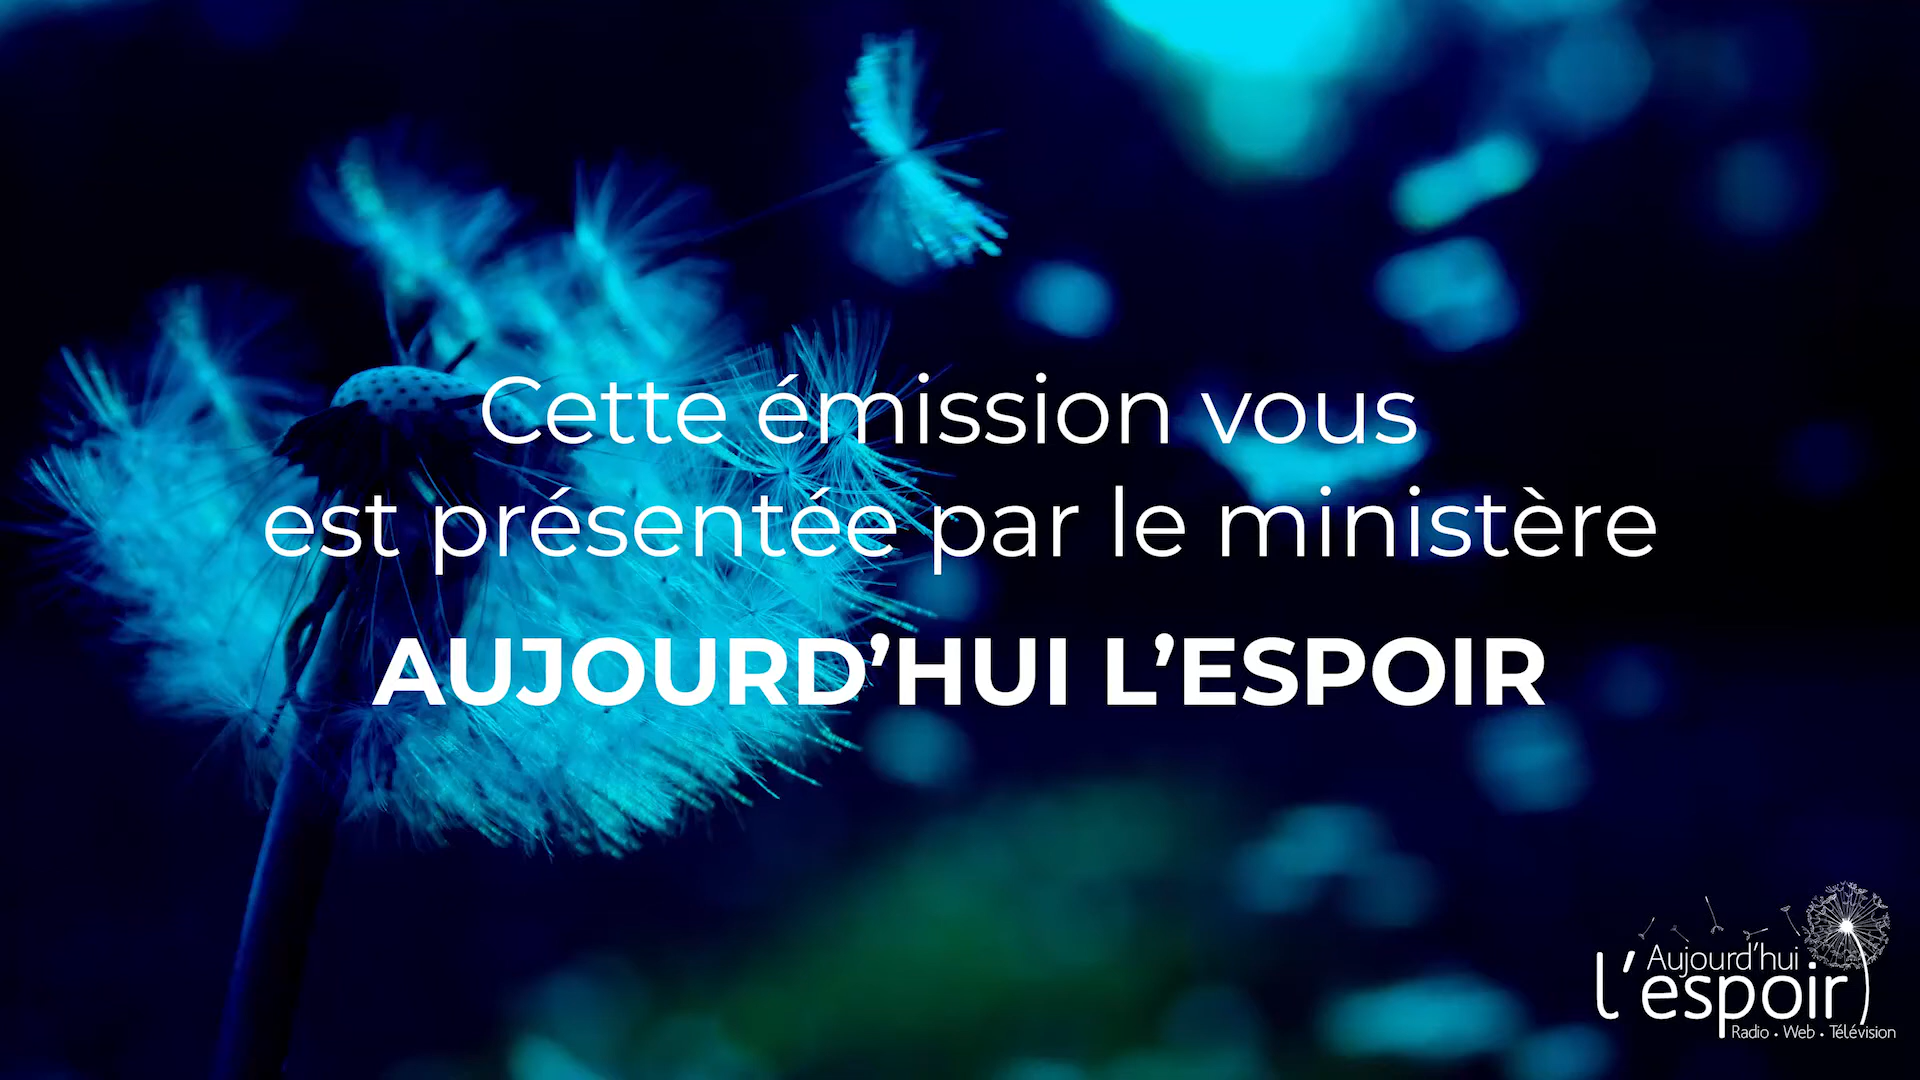 Cette émission vous
est présentée par le ministère
AUJOURD’HUI L’ESPOIR
Aujourd'hui
l'espoir
Radio • Web • Télévision